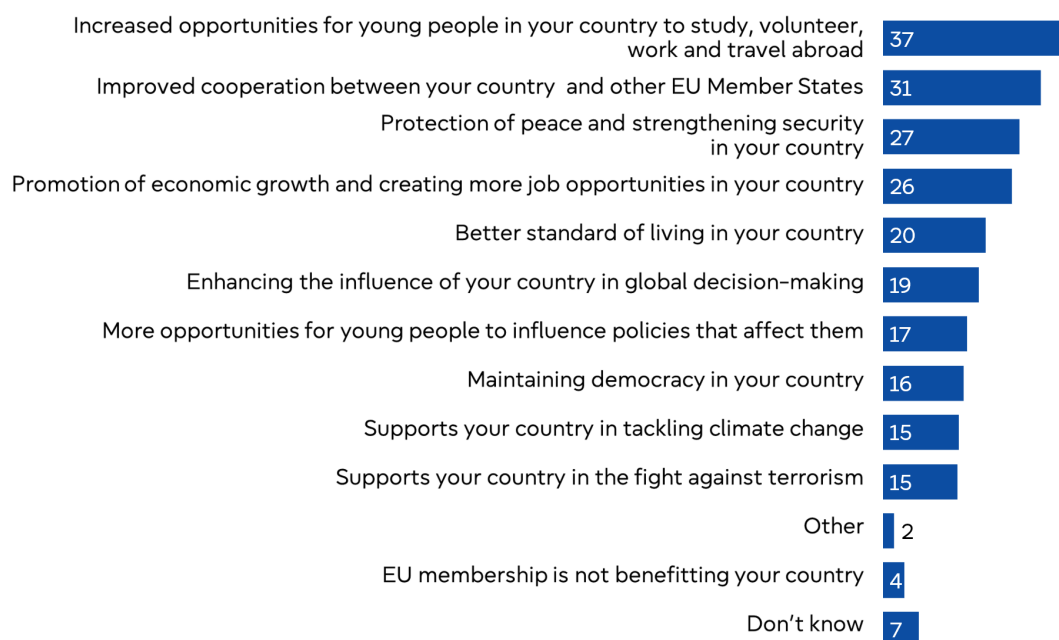 Increased opportunities for young people in your country to study, volunteer,
work and travel abroad 37
Improved cooperation between your country and other EU Member States 31
Protection of peace and strengthening security
in your country 27
Promotion of economic growth and creating more job opportunities in your country 26
Better standard of living in your country 20
Enhancing the influence of your country in global decision-making 19
More opportunities for young people to influence policies that affect them 17
Maintaining democracy in your country 16
Supports your country in tackling climate change 15
Supports your country in the fight against terrorism 15
Other 2
EU membership is not benefitting your country 4
Don't know 7